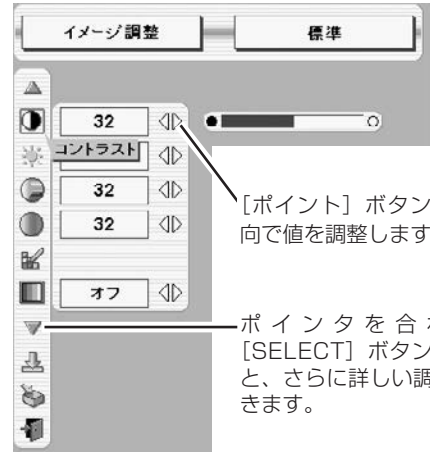 イメージ調整
標準
32
コントラスト
32
32
オフ
[ポイント] ボタン
向で値を調整します
ポインタを合
[SELECT] ボタン
と、さらに詳しい調
きます。